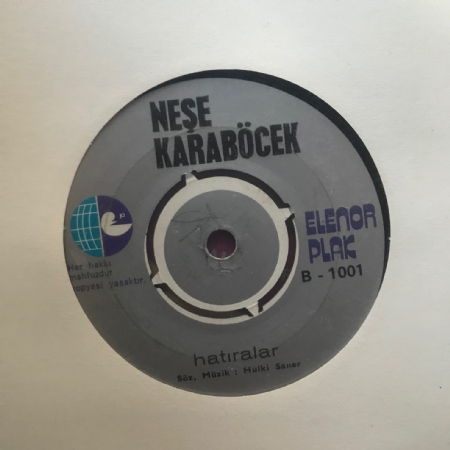 NEŞE
KARABÖCEK
ELENOR
PLAK
B - 1001
Her hakkı
mahfuzdur
kopyesi yasaktır.
hatıralar
Söz, Müzik : Hulki Saner